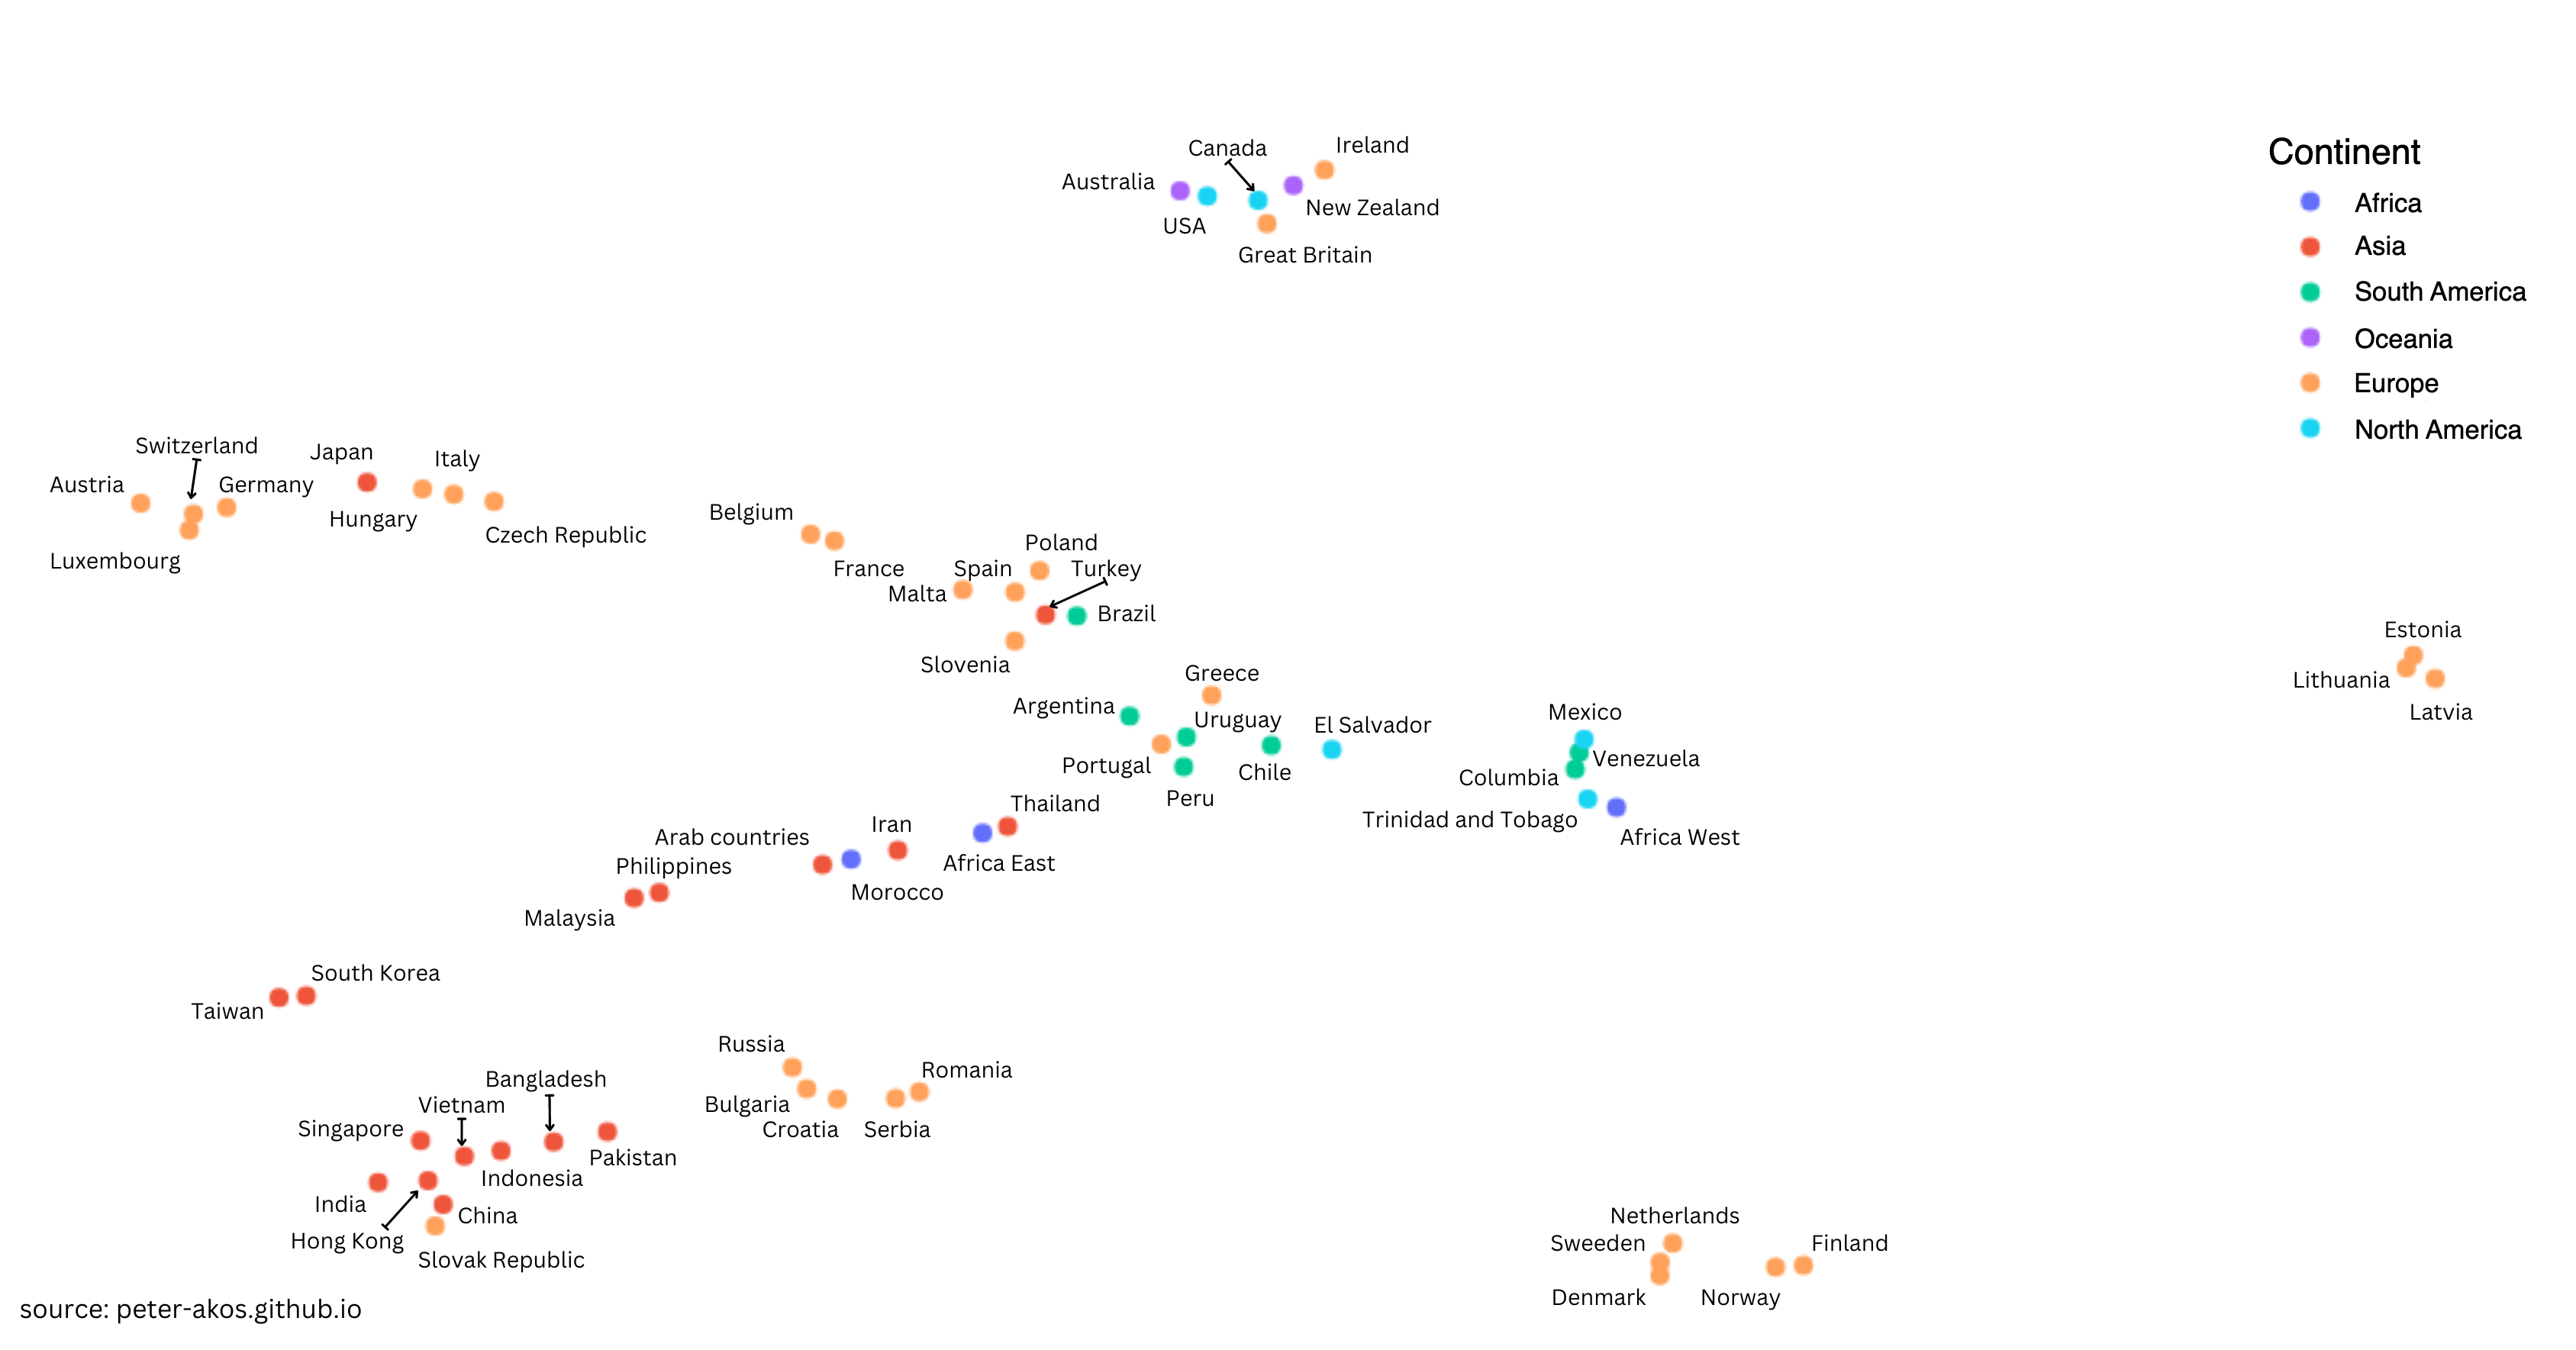 Ireland
Canada
Continent
Australia
Africa
New Zealand
USA
Asia
Great Britain
South America
Oceania
Europe
North America
Switzerland
Japan
Italy
Austria
Germany
Belgium
Hungary
Czech Republic
Poland
Luxembourg
France
Spain
Turkey
Malta
Brazil
Estonia
Slovenia
Greece
Lithuania
Argentina
Mexico
Latvia
Uruguay
El Salvador
Venezuela
Portugal
Chile
Columbia
Peru
Thailand
Trinidad and Tobago
Iran
Arab countries
Africa West
Philippines
Africa East
Morocco
Malaysia
South Korea
Taiwan
Russia
Romania
Bangladesh
Vietnam
Bulgaria
Singapore
Croatia
Serbia
Pakistan
Indonesia
India
China
Netherlands
Hong Kong
Sweeden
Finland
Slovak Republic
Denmark
Norway
source: peter-akos.github.io